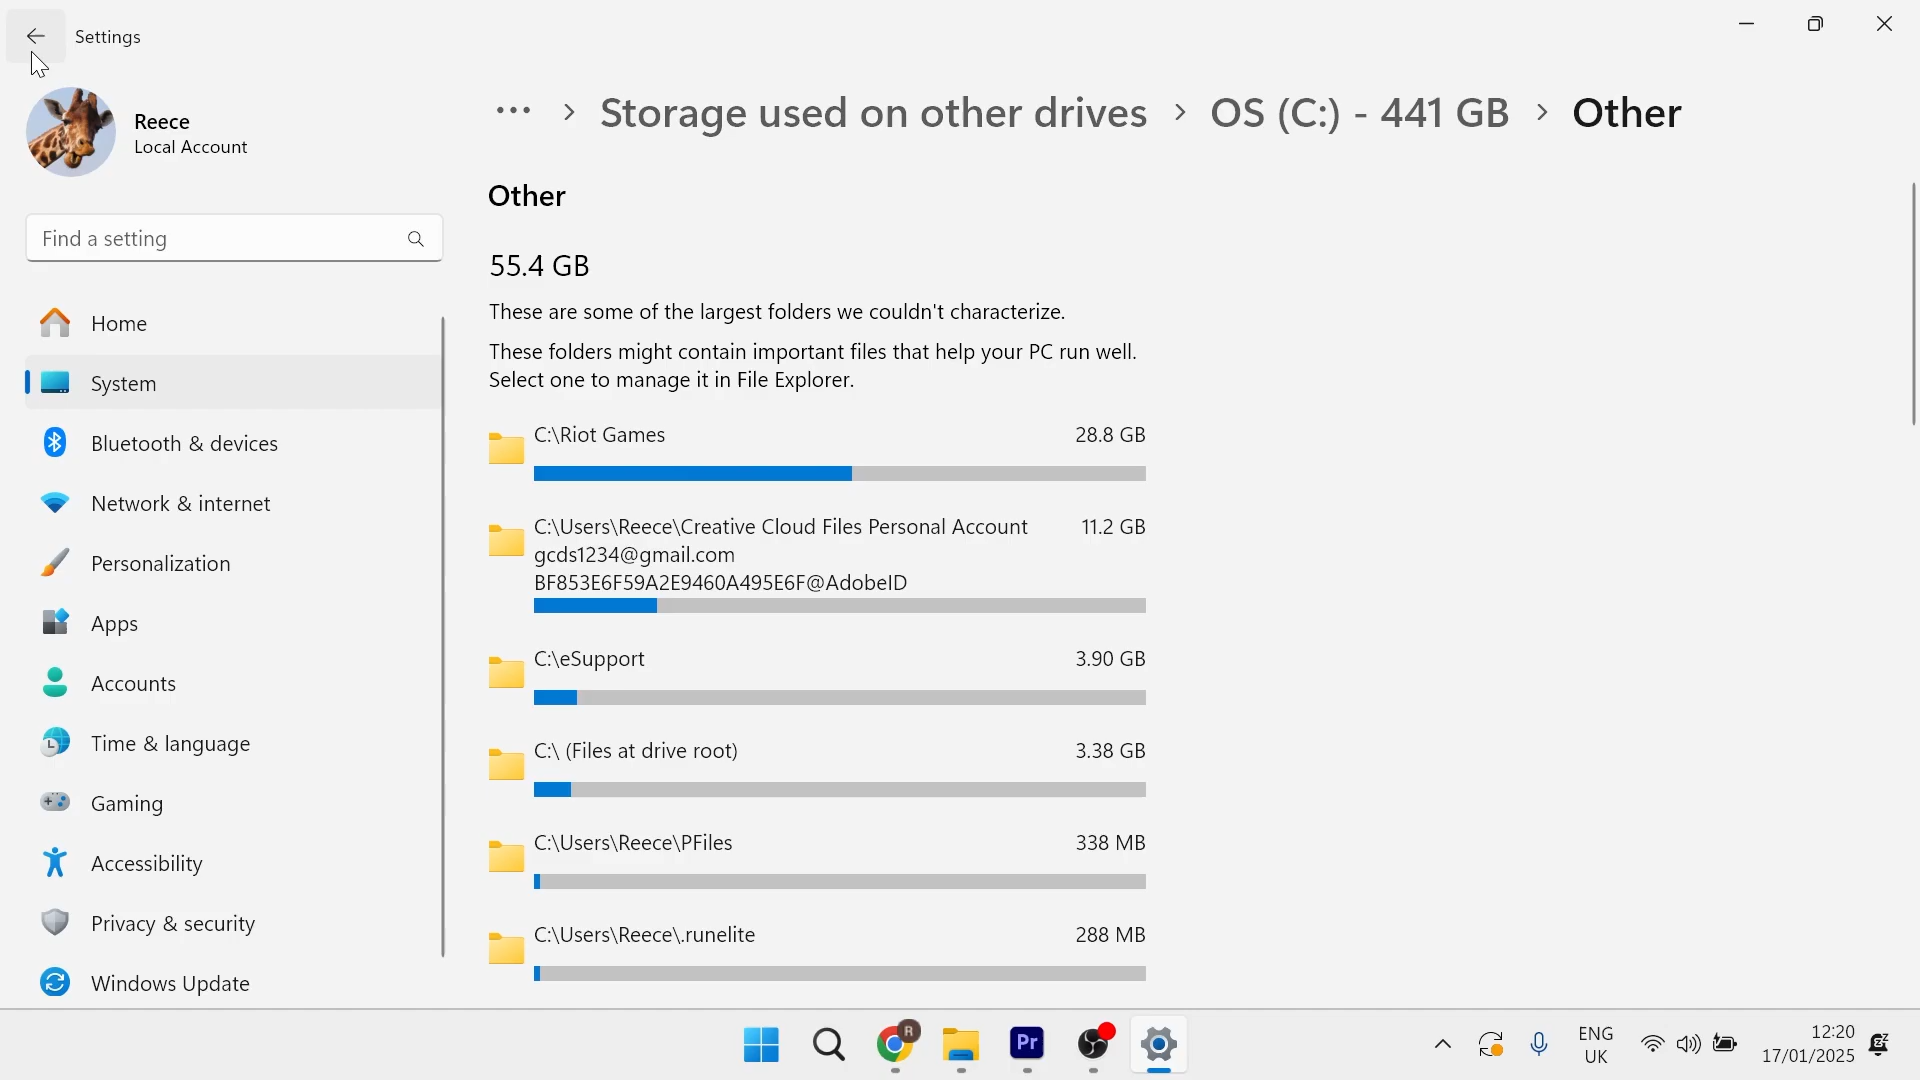 Settings
Reece
Local Account
Find a setting
Home
System
Bluetooth & devices
Network & internet
Personalization
Apps
Accounts
Time & language
Gaming
Accessibility
Privacy & security
Windows Update
··· > Storage used on other drives > OS (C:) - 441 GB > Other
Other
55.4 GB
These are some of the largest folders we couldn't characterize.
These folders might contain important files that help your PC run well.
Select one to manage it in File Explorer.
C:\Riot Games 28.8 GB
C:\Users\Reece\Creative Cloud Files Personal Account 11.2 GB
gcds1234@gmail.com
BF853E6F59A2E9460A495E6F@AdobeID
C:\eSupport 3.90 GB
C:\ (Files at drive root) 3.38 GB
C:\Users\Reece\PFiles 338 MB
C:\Users\Reece\.runelite 288 MB
R
Pr
ENG
UK
12:20
17/01/2025